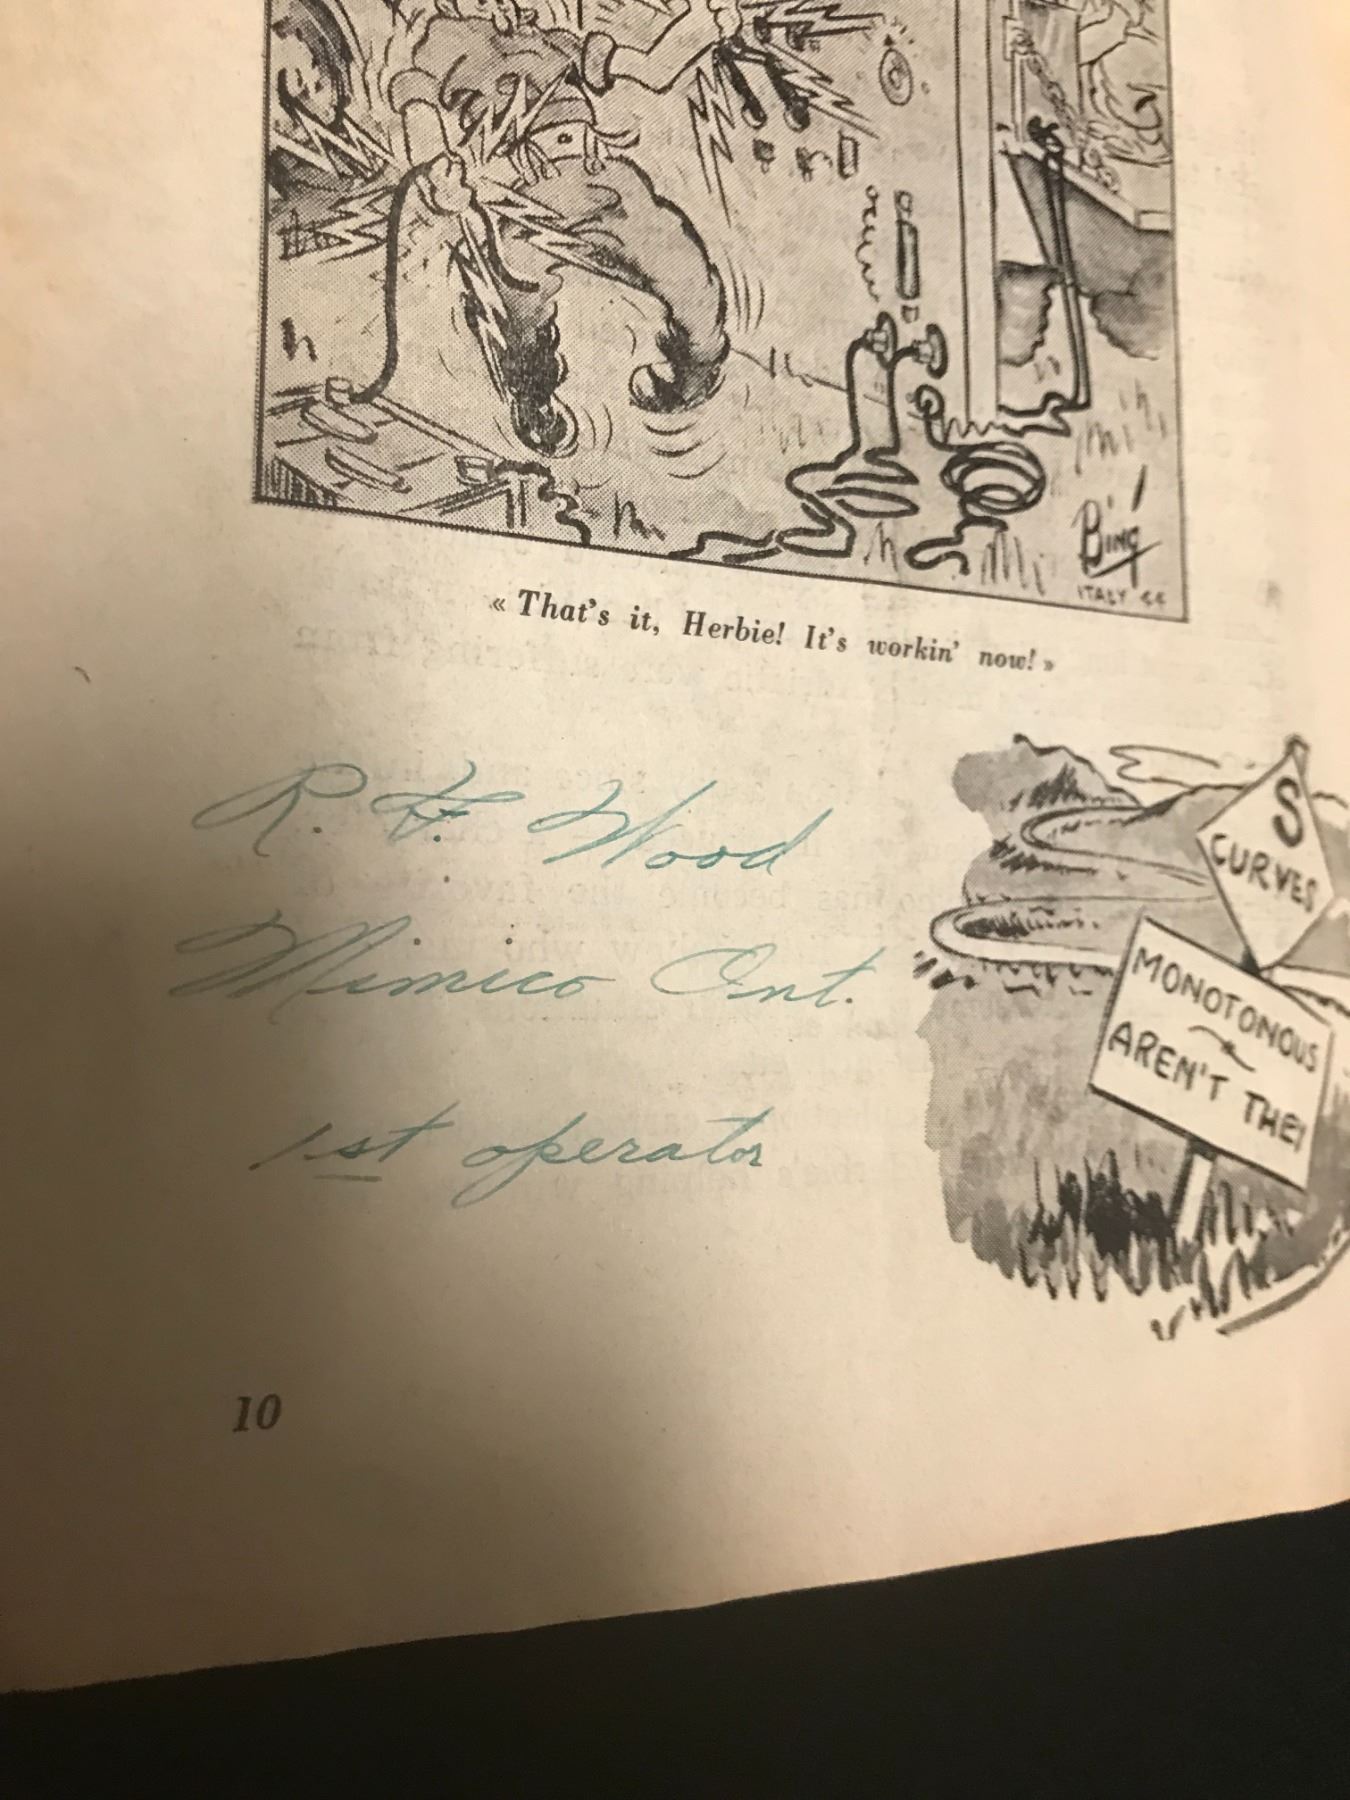 Bing
ITALY 44
« That's it, Herbie! It's workin' now! »
R. F. Wood
Mimico Ont.
1st operator
S
CURVES
MONOTONOUS
AREN'T THEY
10